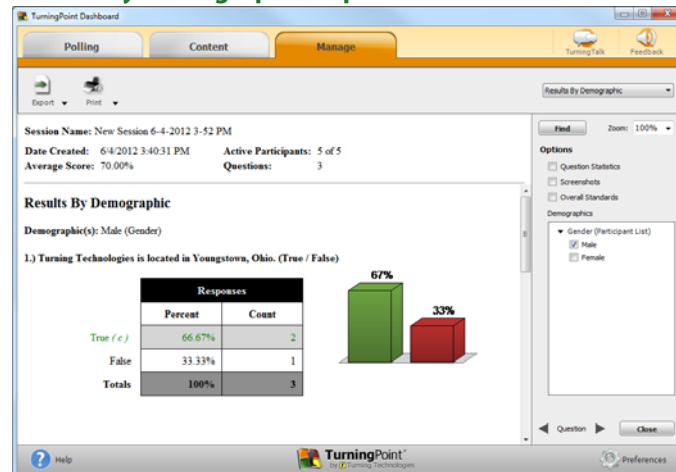 TurningPoint Dashboard
Polling Content Manage
TurningTalk Feedback
Export Print
Results By Demographic
Session Name: New Session 6-4-2012 3-52 PM
Date Created: 6/4/2012 3:40:31 PM Active Participants: 5 of 5
Average Score: 70.00% Questions: 3
Results By Demographic
Demographic(s): Male (Gender)
1.) Turning Technologies is located in Youngstown, Ohio. (True / False)
Responses
Percent Count
True ( c ) 66.67% 2
False 33.33% 1
Totals 100% 3
67%
33%
Find Zoom: 100%
Options
Question Statistics
Screenshots
Overall Standards
Demographics
Gender (Participant List)
Male
Female
Question Close
Help
TurningPoint
by Turning Technologies
Preferences